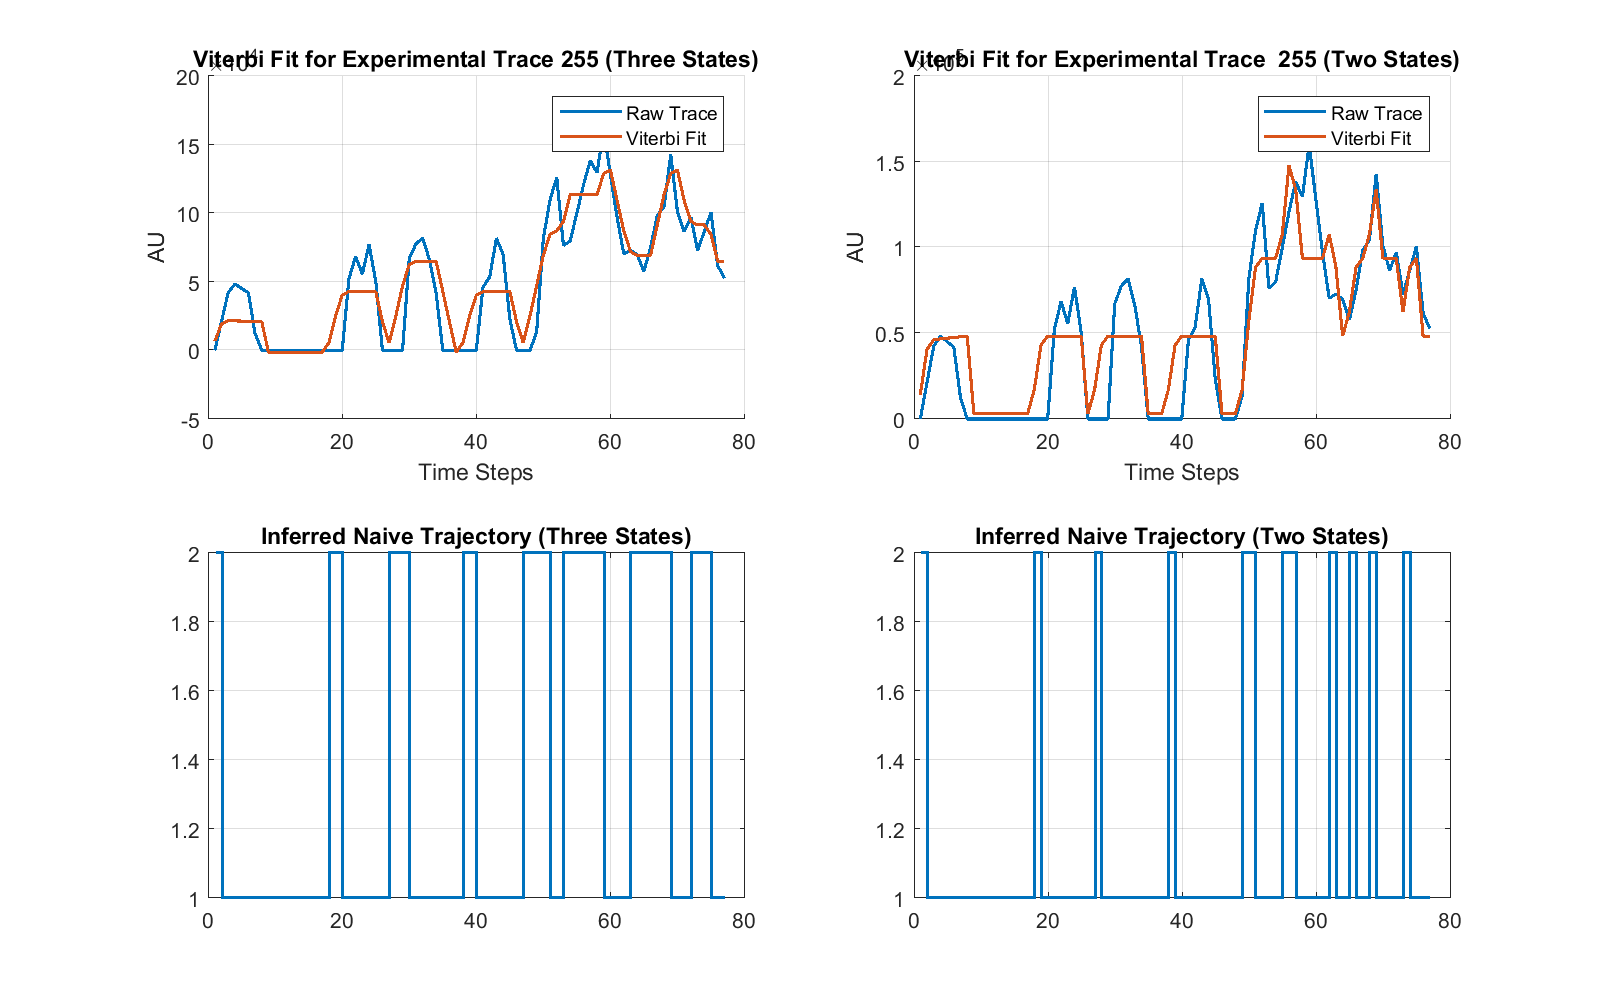 Viterbi Fit for Experimental Trace 255 (Three States)
20
15
10
5
0
-5
AU
Raw Trace
Viterbi Fit
0 20 40 60 80
Time Steps
Viterbi Fit for Experimental Trace 255 (Two States)
2
1.5
1
0.5
0
AU
Raw Trace
Viterbi Fit
0 20 40 60 80
Time Steps
Inferred Naive Trajectory (Three States)
2
1.8
1.6
1.4
1.2
1
0 20 40 60 80
Inferred Naive Trajectory (Two States)
2
1.8
1.6
1.4
1.2
1
0 20 40 60 80